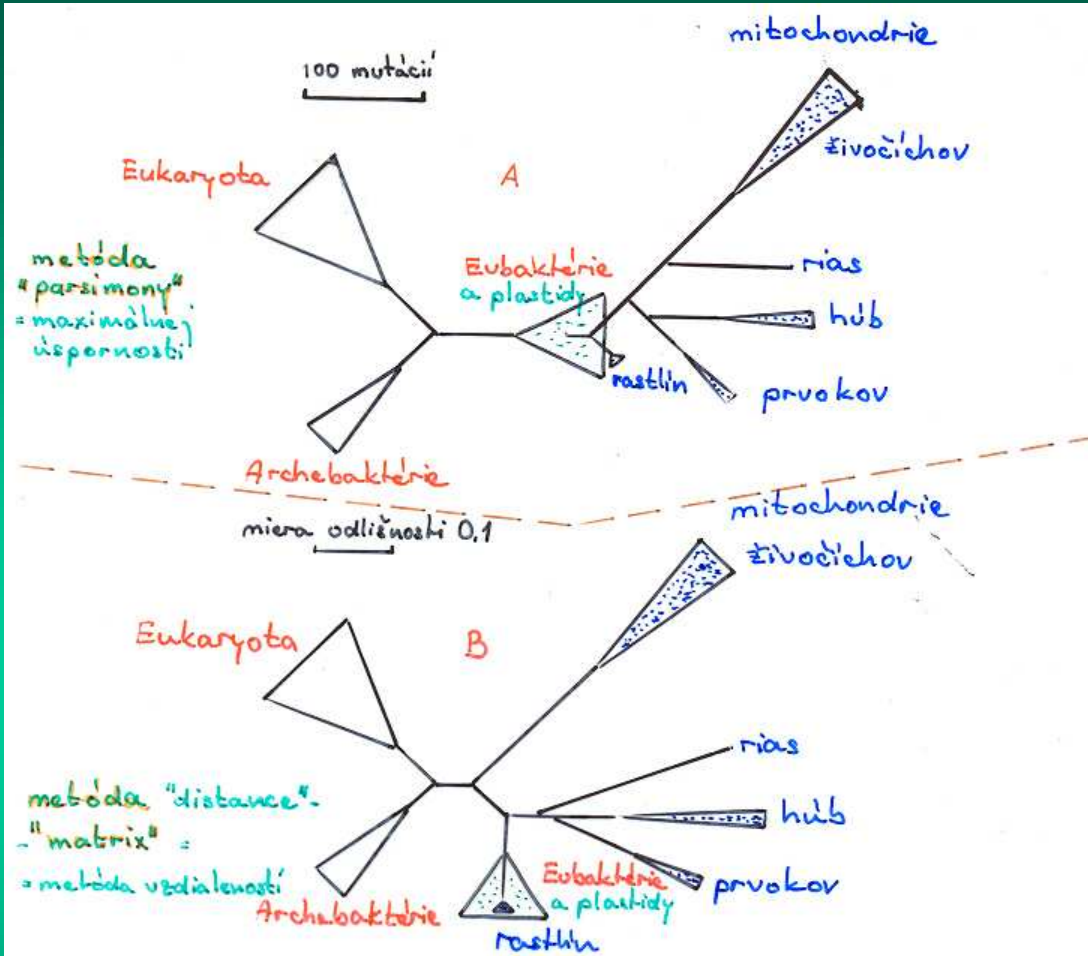 mitochondrie
100 mutácií
živočíchov
Eukaryota
A
metóda
"parsimony"
= maximálnej
úspornosti
Eubaktérie
a plastidy
rias
húb
rastlín
prvokov
Archebaktérie
miera odlišnosti 0,1
mitochondrie
živočíchov
Eukaryota
B
rias
metóda "distance"-
-"matrix" =
= metóda vzdialeností
húb
Eubaktérie
a plastidy
prvokov
Archebaktérie
rastlín